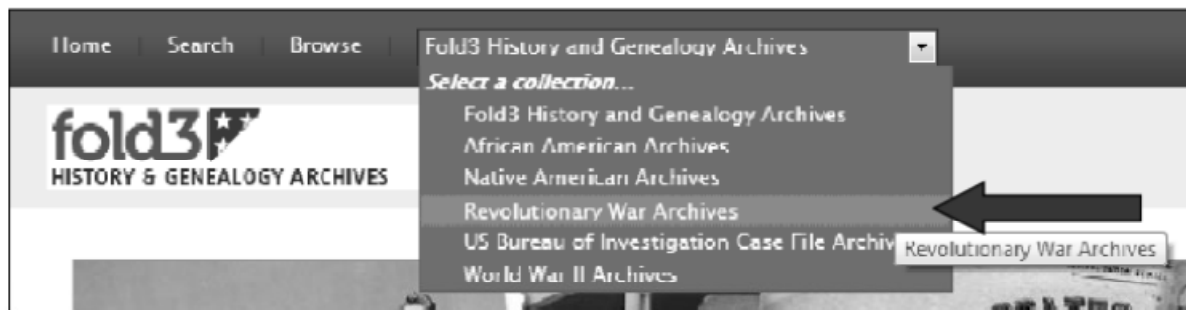 Home Search Browse Fold3 History and Genealogy Archives
Select a collection...
Fold3 History and Genealogy Archives
African American Archives
Native American Archives
Revolutionary War Archives
US Bureau of Investigation Case File Archiv
World War II Archives
Revolutionary War Archives
fold3
HISTORY & GENEALOGY ARCHIVES